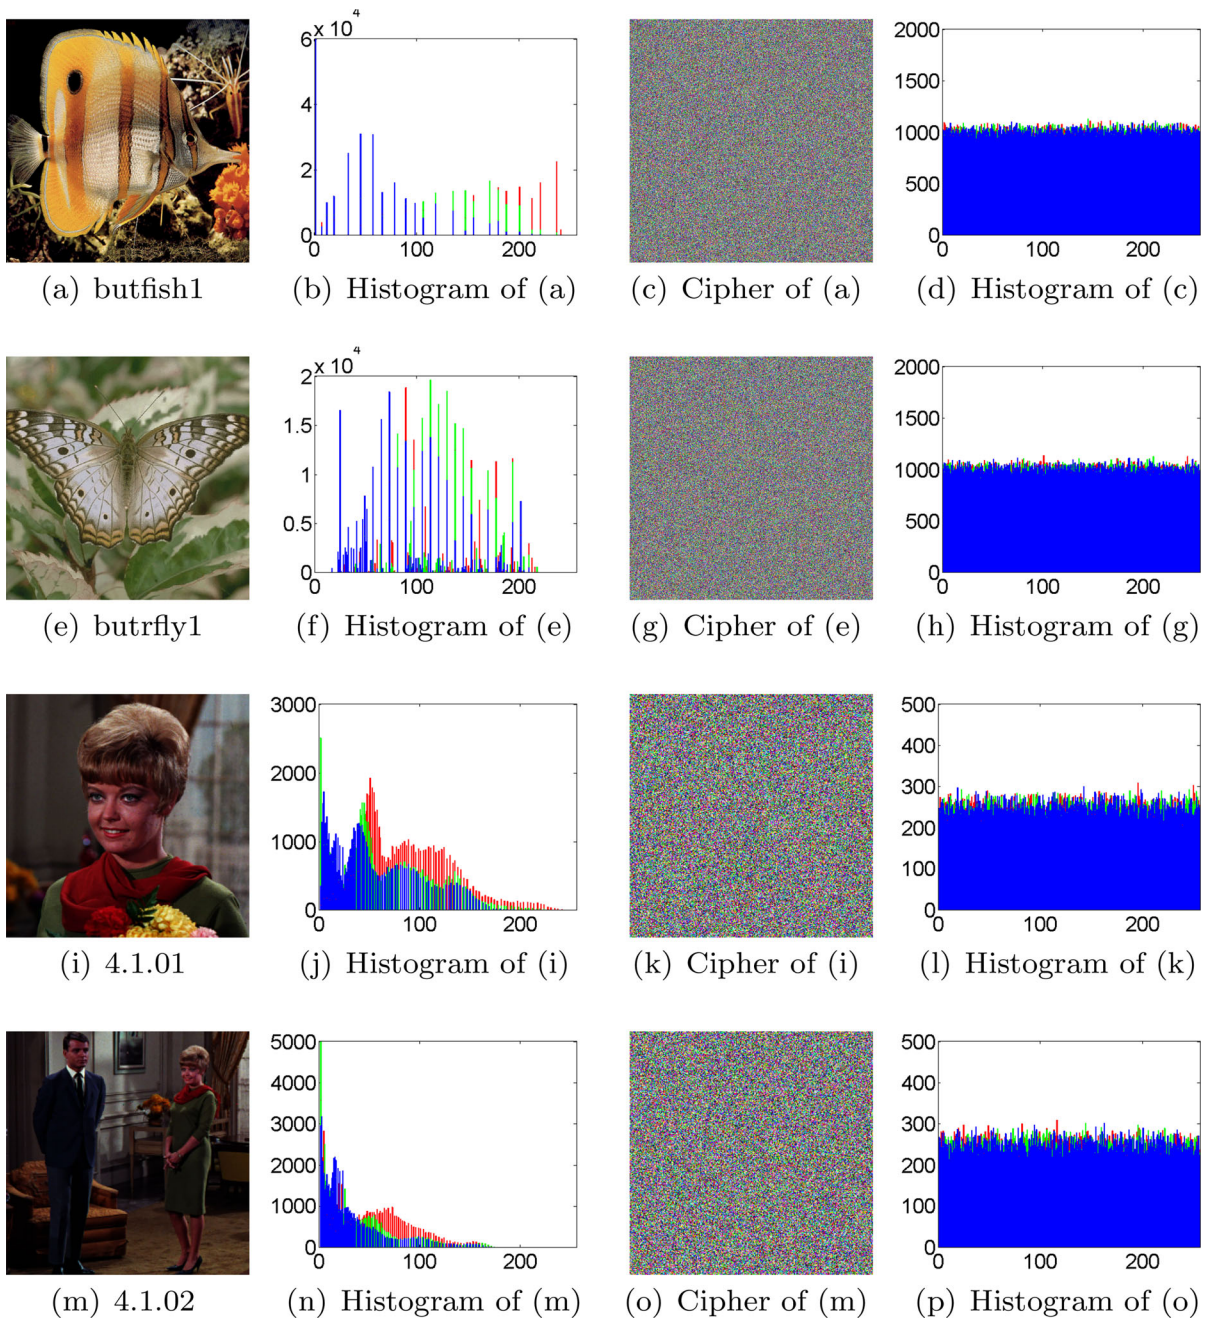 x 10 4
6
4
2
0
0 100 200
2000
1500
1000
500
0
0 100 200
(a) butfish1
(b) Histogram of (a)
(c) Cipher of (a)
(d) Histogram of (c)
x 10 4
2
1.5
1
0.5
0
0 100 200
2000
1500
1000
500
0
0 100 200
(e) butrfly1
(f) Histogram of (e)
(g) Cipher of (e)
(h) Histogram of (g)
3000
2000
1000
0
0 100 200
500
400
300
200
100
0
0 100 200
(i) 4.1.01
(j) Histogram of (i)
(k) Cipher of (i)
(l) Histogram of (k)
5000
4000
3000
2000
1000
0
0 100 200
500
400
300
200
100
0
0 100 200
(m) 4.1.02
(n) Histogram of (m)
(o) Cipher of (m)
(p) Histogram of (o)